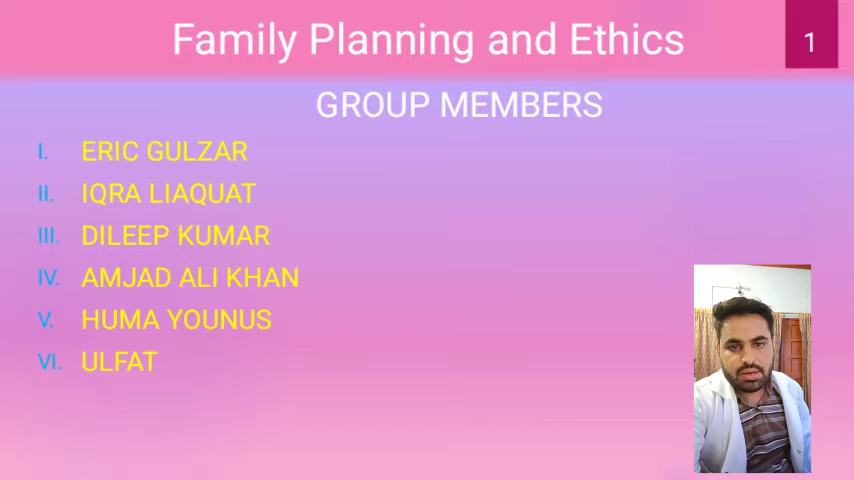 Family Planning and Ethics
1
GROUP MEMBERS
I. ERIC GULZAR
II. IQRA LIAQUAT
III. DILEEP KUMAR
IV. AMJAD ALI KHAN
V. HUMA YOUNUS
VI. ULFAT